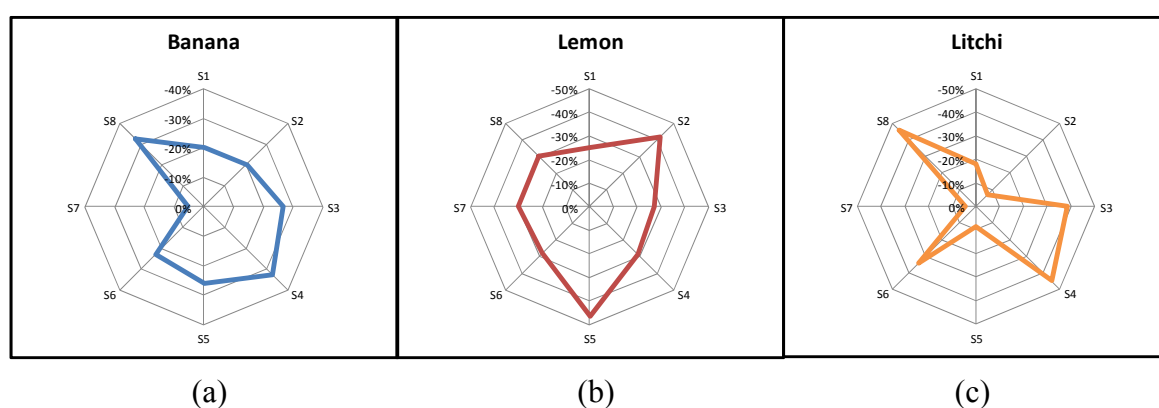 Banana
S1
-40%
-30%
-20%
-10%
0%
S2
S3
S4
S5
S6
S7
S8
Lemon
S1
-50%
-40%
-30%
-20%
-10%
0%
S2
S3
S4
S5
S6
S7
S8
Litchi
S1
-50%
-40%
-30%
-20%
-10%
0%
S2
S3
S4
S5
S6
S7
S8
(a)
(b)
(c)